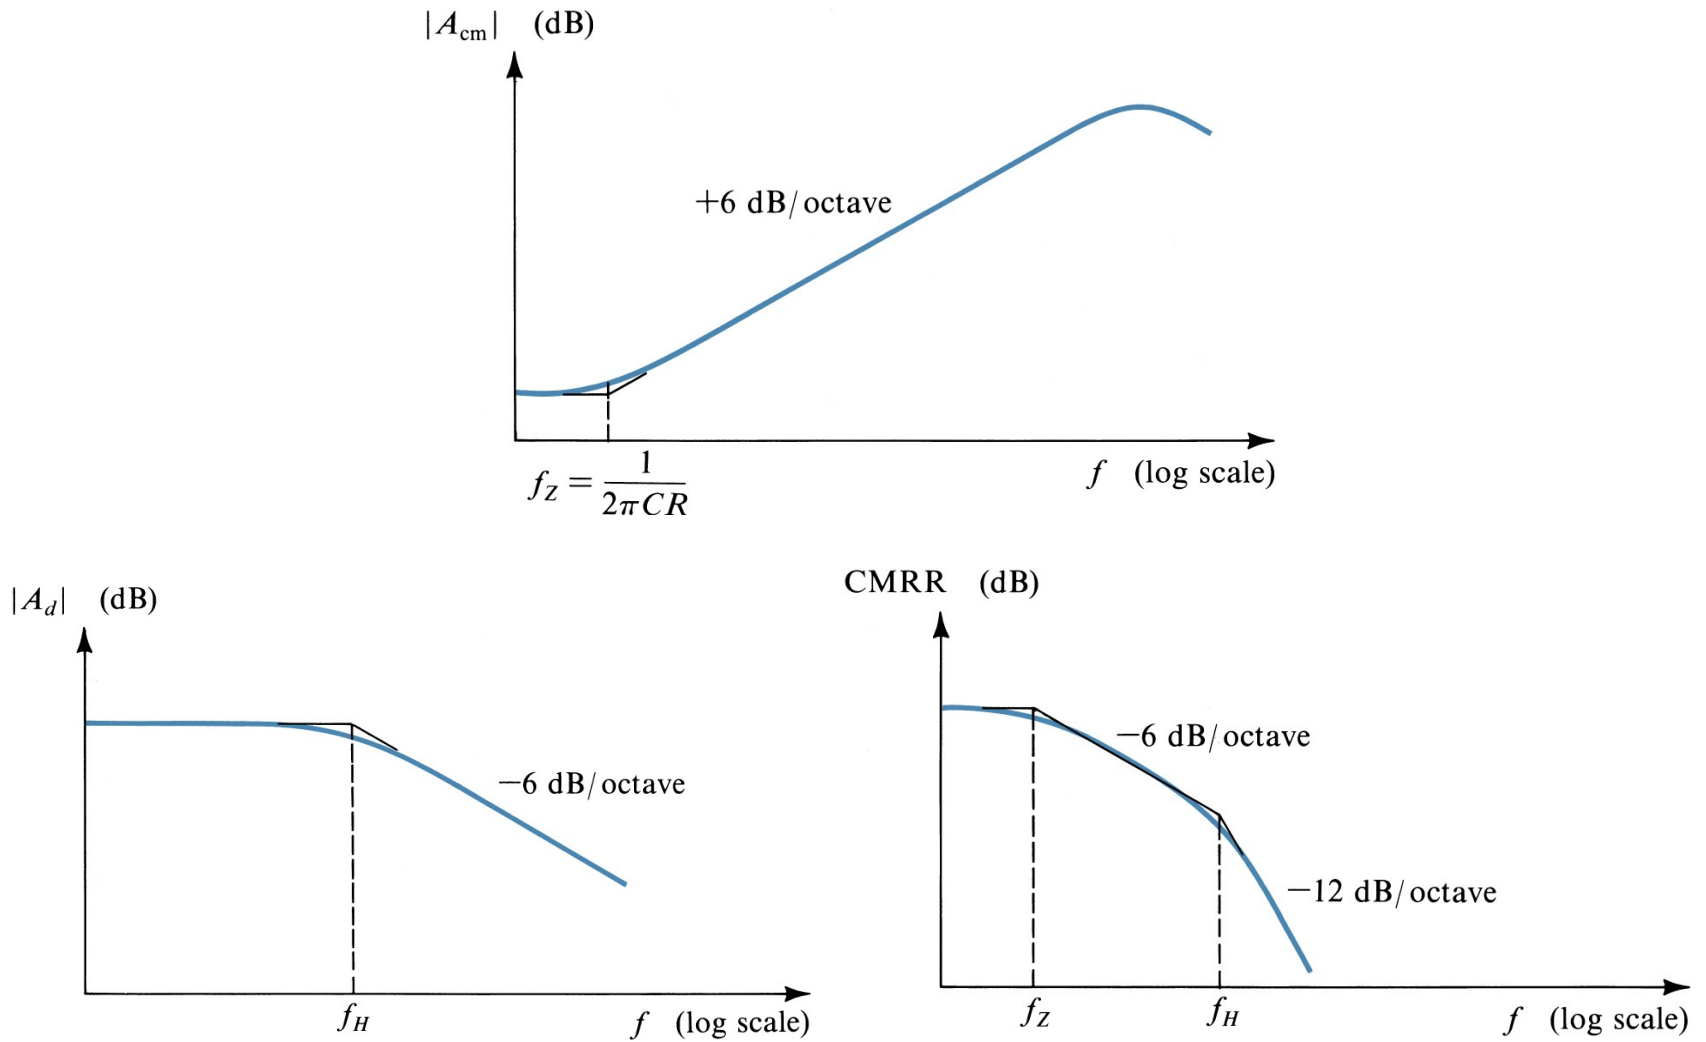 |A_cm| (dB)
+6 dB/octave
f_Z = 1/2πCR
f (log scale)
|A_d| (dB)
−6 dB/octave
f_H
f (log scale)
CMRR (dB)
−6 dB/octave
−12 dB/octave
f_Z
f_H
f (log scale)